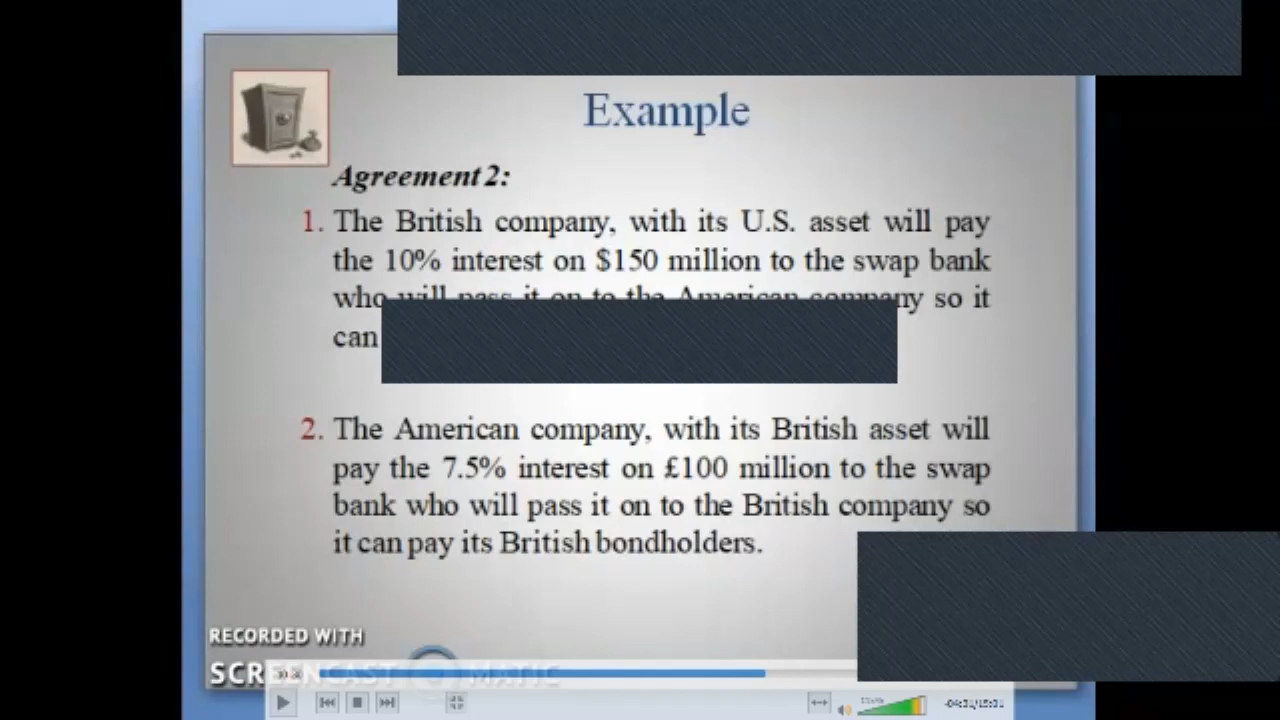 Example
Agreement 2:
1. The British company, with its U.S. asset will pay
the 10% interest on $150 million to the swap bank
who will pass it on to the American company so it
can
2. The American company, with its British asset will
pay the 7.5% interest on £100 million to the swap
bank who will pass it on to the British company so
it can pay its British bondholders.
RECORDED WITH
SCREENCAST MATIC